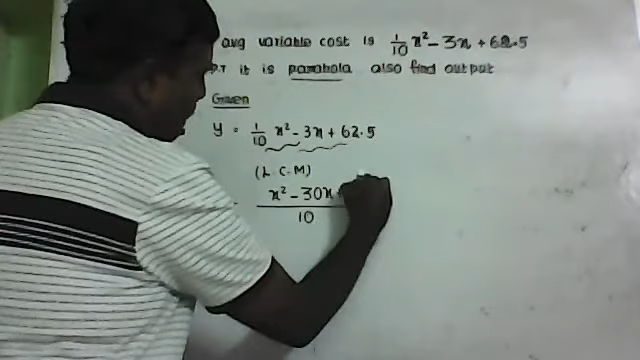 avg variable cost is 1/10 x² - 3x + 62.5
P.T it is parabola also find output
Given
y = 1/10 x² - 3x + 62.5
(L.C.M)
= x² - 30x + / 10